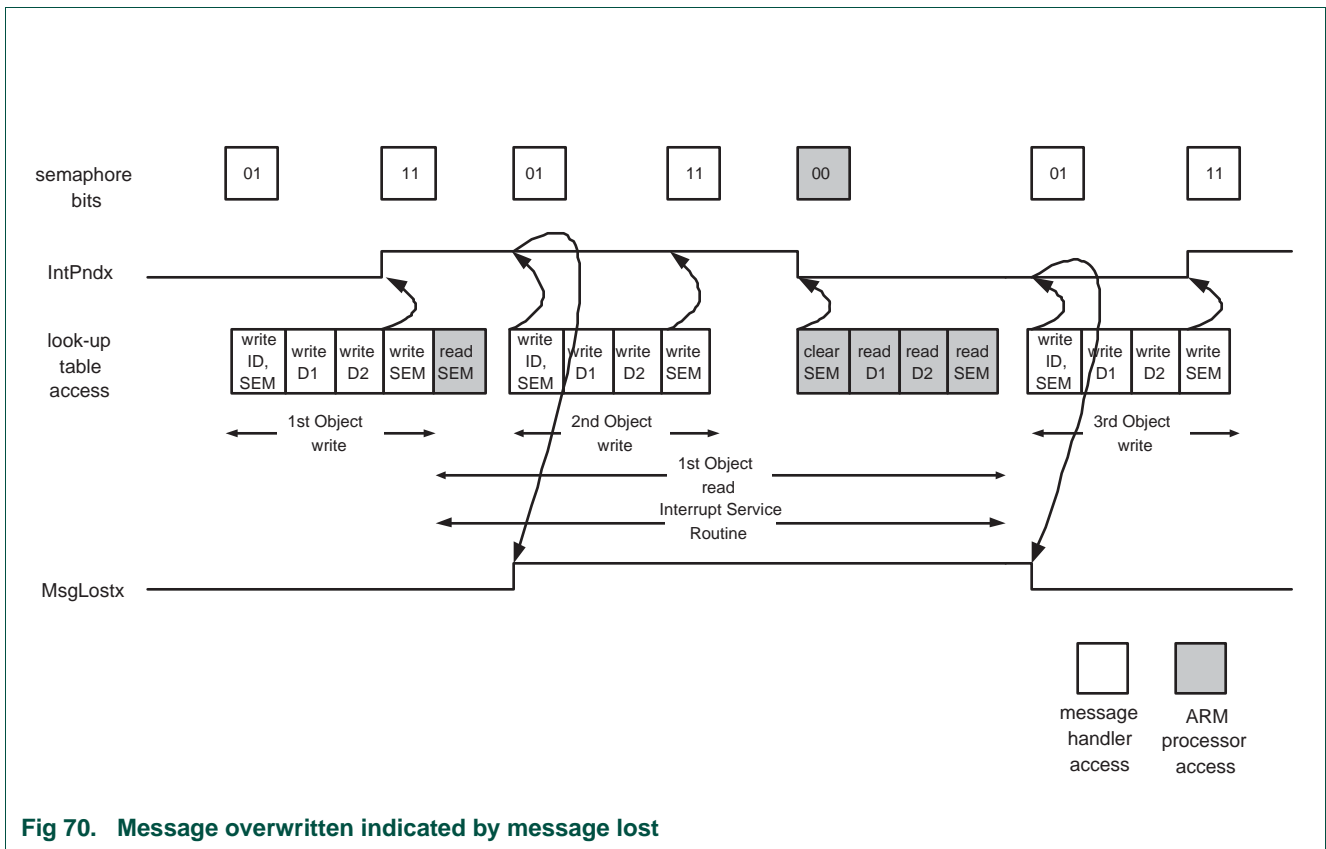 semaphore
bits
01
11
01
11
00
01
11
IntPndx
look-up
table
access
write
ID,
SEM
write
D1
write
D2
write
SEM
read
SEM
write
ID,
SEM
write
D1
write
D2
write
SEM
clear
SEM
read
D1
read
D2
read
SEM
write
ID,
SEM
write
D1
write
D2
write
SEM
1st Object
write
2nd Object
write
3rd Object
write
1st Object
read
Interrupt Service
Routine
MsgLostx
message
handler
access
ARM
processor
access
Fig 70. Message overwritten indicated by message lost